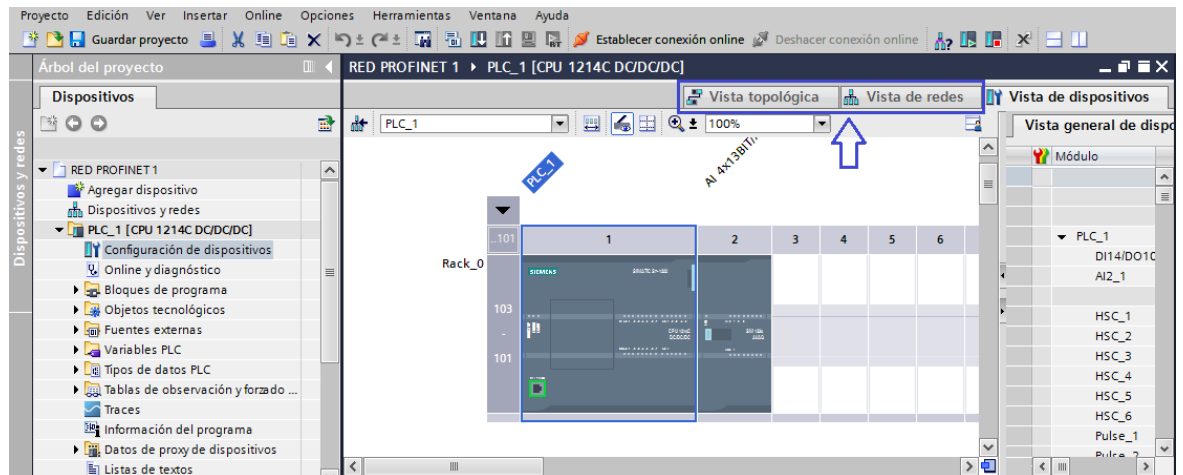 Proyecto Edición Ver Insertar Online Opciones Herramientas Ventana Ayuda
Guardar proyecto Establecer conexión online Deshacer conexión online
Árbol del proyecto
RED PROFINET 1 PLC_1 [CPU 1214C DC/DC/DC]
Dispositivos
Vista topológica Vista de redes Vista de dispositivos
PLC_1 100%
Vista general de dispo
Dispositivos y redes
Módulo
RED PROFINET 1
Agregar dispositivo
Dispositivos y redes
PLC_1 [CPU 1214C DC/DC/DC]
Configuración de dispositivos
Online y diagnóstico
Bloques de programa
Objetos tecnológicos
Fuentes externas
Variables PLC
Tipos de datos PLC
Tablas de observación y forzado ...
Traces
Información del programa
Datos de proxy de dispositivos
Listas de textos
PLC_1
AI 4x13BIT/
..101 1 2 3 4 5 6
Rack_0
SIEMENS
103
-
101
PLC_1
DI14/DO10
AI2_1
HSC_1
HSC_2
HSC_3
HSC_4
HSC_5
HSC_6
Pulse_1
Pulse_2